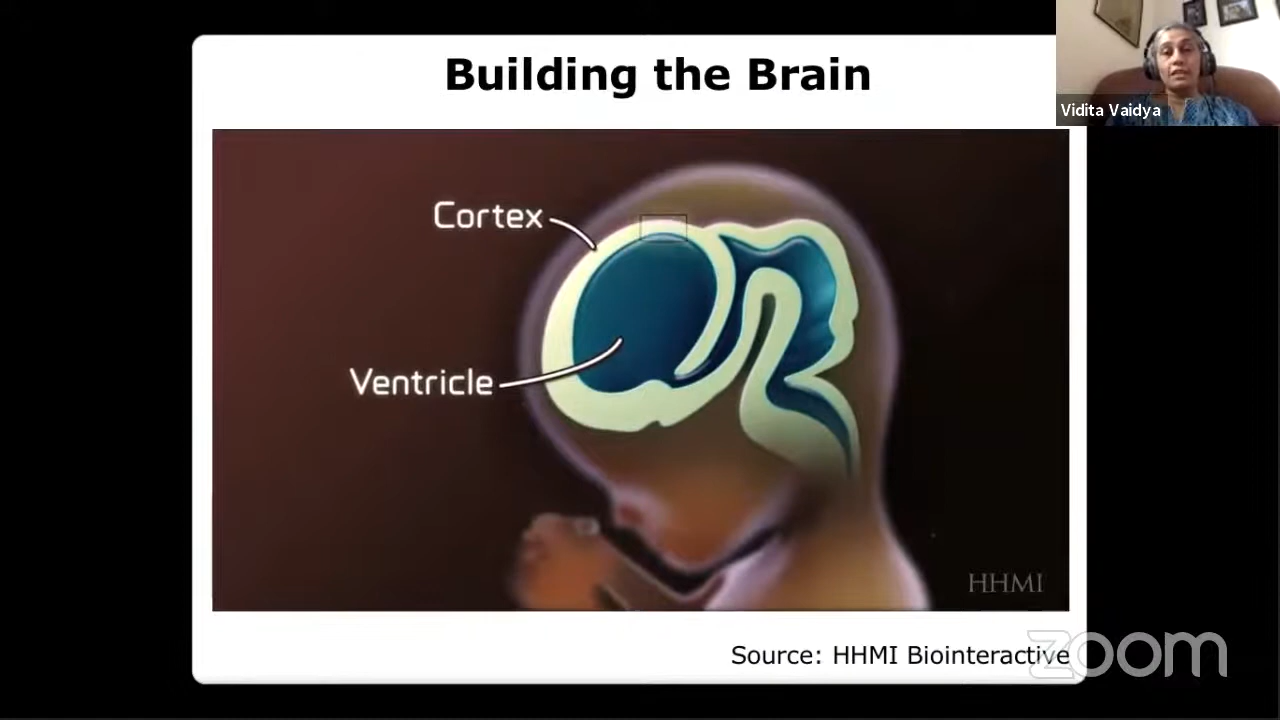 Building the Brain
Vidita Vaidya
Cortex
Ventricle
HHMI
Source: HHMI Biointeractive
zoom